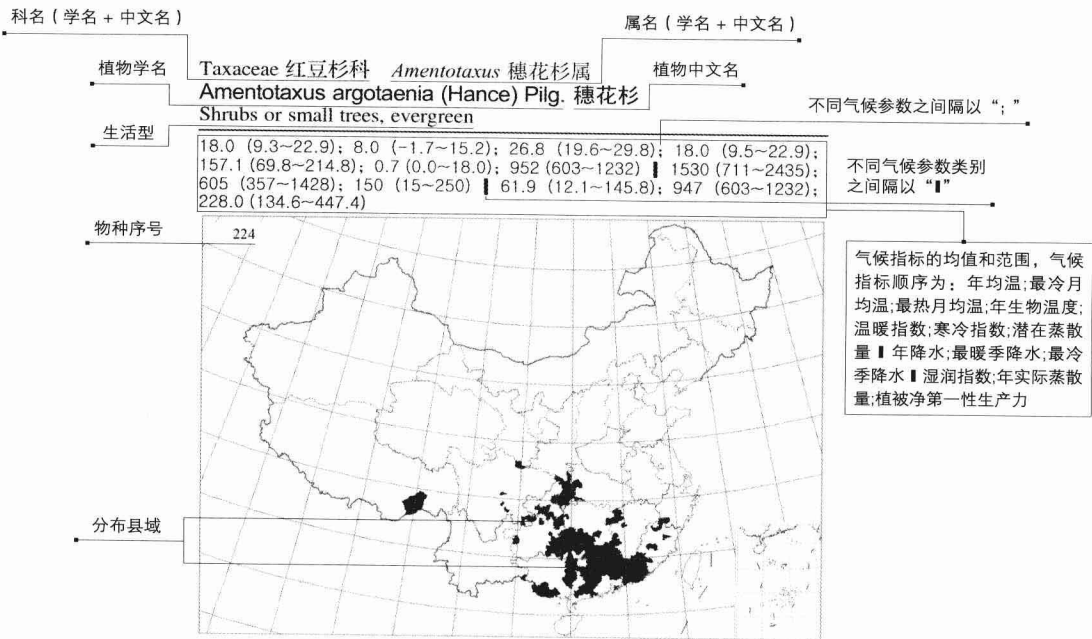 科名 ( 学名 + 中文名 )
属名 ( 学名 + 中文名 )
植物学名
Taxaceae 红豆杉科 Amentotaxus 穗花杉属
植物中文名
Amentotaxus argotaenia (Hance) Pilg. 穗花杉
不同气候参数之间隔以“;”
生活型
Shrubs or small trees, evergreen
18.0 (9.3~22.9); 8.0 (-1.7~15.2); 26.8 (19.6~29.8); 18.0 (9.5~22.9);
157.1 (69.8~214.8); 0.7 (0.0~18.0); 952 (603~1232) ▌ 1530 (711~2435);
605 (357~1428); 150 (15~250) ▌ 61.9 (12.1~145.8); 947 (603~1232);
228.0 (134.6~447.4)
不同气候参数类别
之间隔以“▌”
物种序号
224
气候指标的均值和范围，气候
指标顺序为：年均温;最冷月
均温;最热月均温;年生物温度;
温暖指数;寒冷指数;潜在蒸散
量 ▌ 年降水;最暖季降水;最冷
季降水 ▌ 湿润指数;年实际蒸散
量;植被净第一性生产力
分布县域